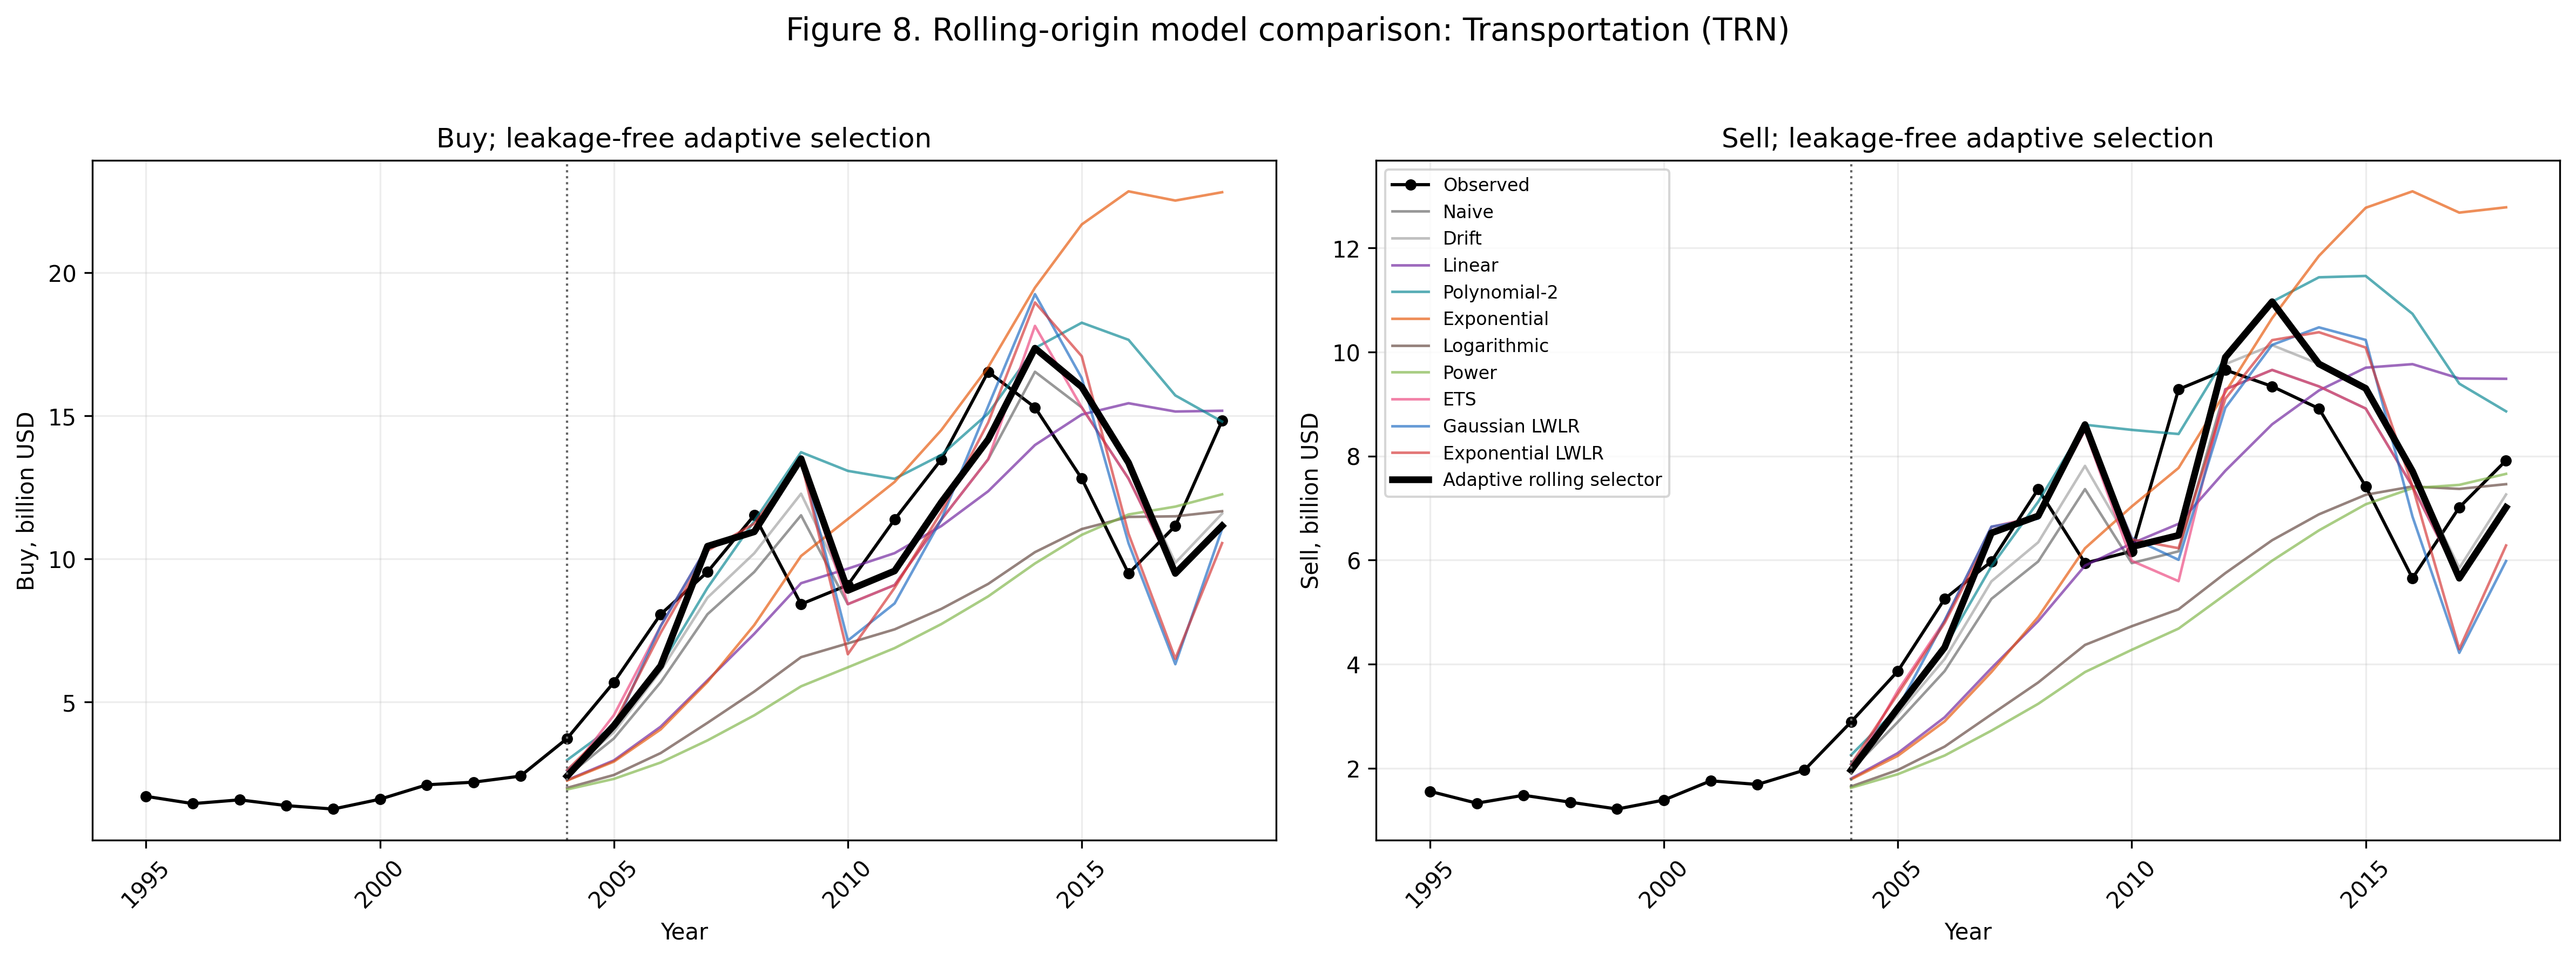 Figure 8. Rolling-origin model comparison: Transportation (TRN)
Buy; leakage-free adaptive selection
Buy, billion USD
20
15
10
5
1995
2000
2005
2010
2015
Year
Sell; leakage-free adaptive selection
Sell, billion USD
12
10
8
6
4
2
Observed
Naive
Drift
Linear
Polynomial-2
Exponential
Logarithmic
Power
ETS
Gaussian LWLR
Exponential LWLR
Adaptive rolling selector
1995
2000
2005
2010
2015
Year